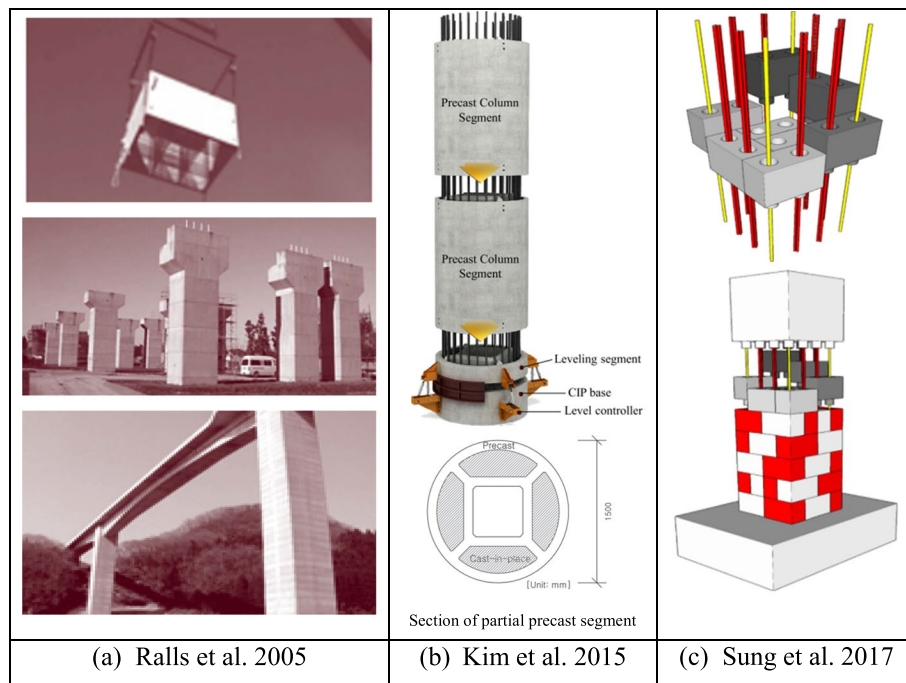 Precast Column
Segment
Precast Column
Segment
Leveling segment
CIP base
Level controller
Precast
Cast-in-place
1500
[Unit: mm]
Section of partial precast segment
(a) Ralls et al. 2005
(b) Kim et al. 2015
(c) Sung et al. 2017